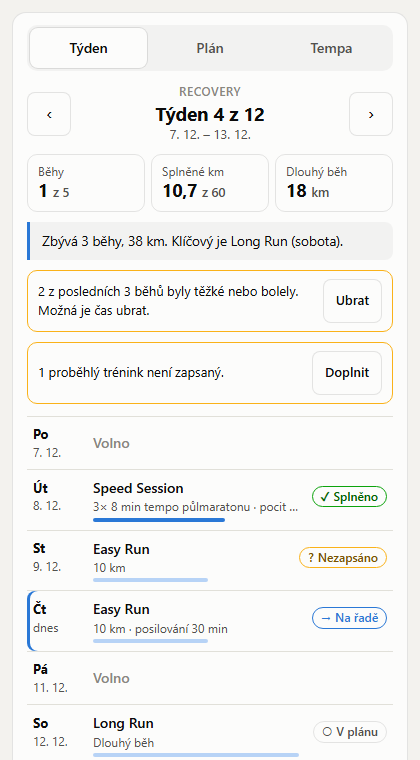 Týden
Plán
Tempa
‹
RECOVERY
Týden 4 z 12
7. 12. – 13. 12.
›
Běhy
1 z 5
Splněné km
10,7 z 60
Dlouhý běh
18 km
Zbývá 3 běhy, 38 km. Klíčový je Long Run (sobota).
2 z posledních 3 běhů byly těžké nebo bolely.
Možná je čas ubrat.
Ubrat
1 proběhlý trénink není zapsaný.
Doplnit
Po
7. 12.
Volno
Út
8. 12.
Speed Session
3× 8 min tempo půlmaratonu · pocit ...
✓ Splněno
St
9. 12.
Easy Run
10 km
? Nezapsáno
Čt
dnes
Easy Run
10 km · posilování 30 min
→ Na řadě
Pá
11. 12.
Volno
So
12. 12.
Long Run
Dlouhý běh
○ V plánu